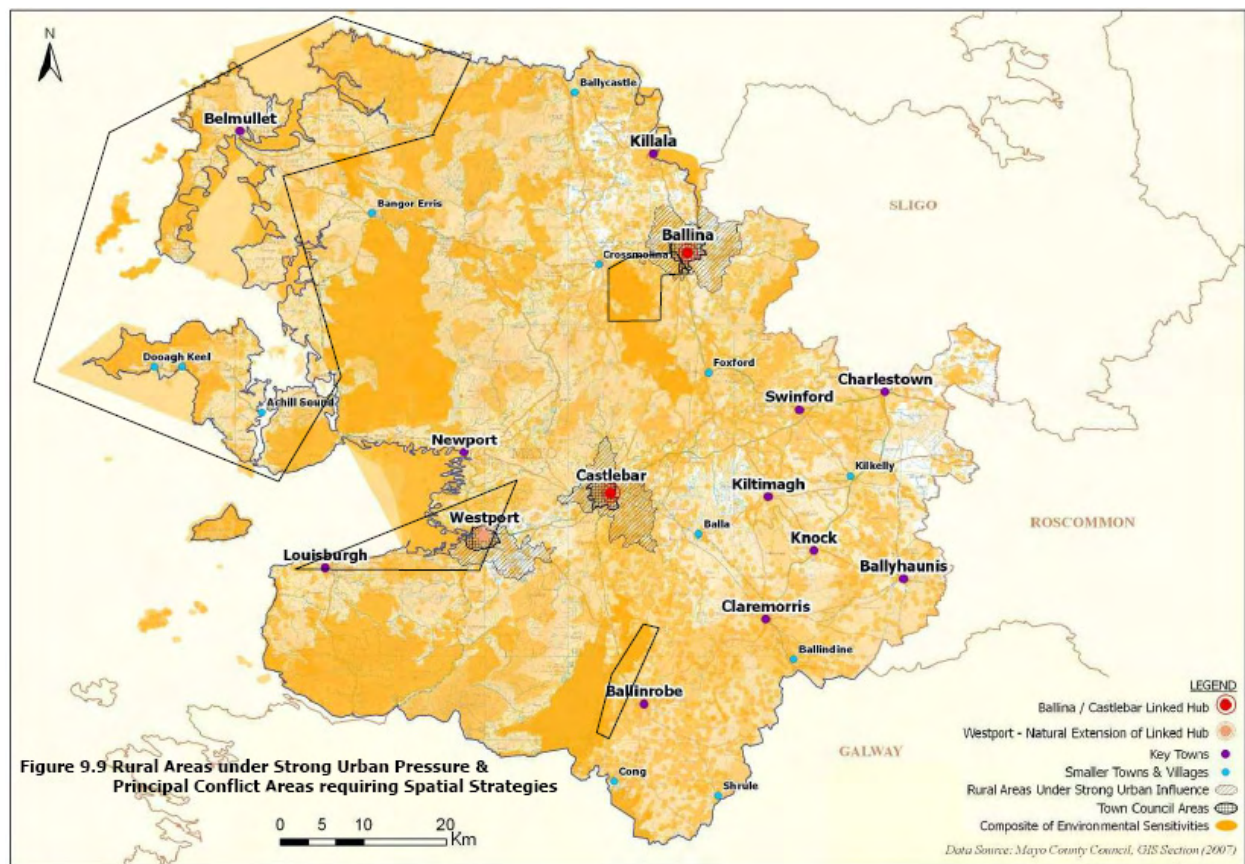 N
Ballycastle
Belmullet
Killala
Bangor Erris
SLIGO
Ballina
Crossmolina
Dooagh Keel
Foxford
Charlestown
Achill Sound
Swinford
Newport
MAYO
Castlebar
Kilkelly
Kiltimagh
Westport
Balla
ROSCOMMON
Louisburgh
Knock
Ballyhaunis
Claremorris
Ballindine
Ballinrobe
GALWAY
Cong
Shrule
LEGEND
Ballina / Castlebar Linked Hub
Westport - Natural Extension of Linked Hub
Key Towns
Smaller Towns & Villages
Rural Areas Under Strong Urban Influence
Town Council Areas
Composite of Environmental Sensitivities
Figure 9.9 Rural Areas under Strong Urban Pressure &
Principal Conflict Areas requiring Spatial Strategies
0 5 10 20
Km
Data Source: Mayo County Council, GIS Section (2007)